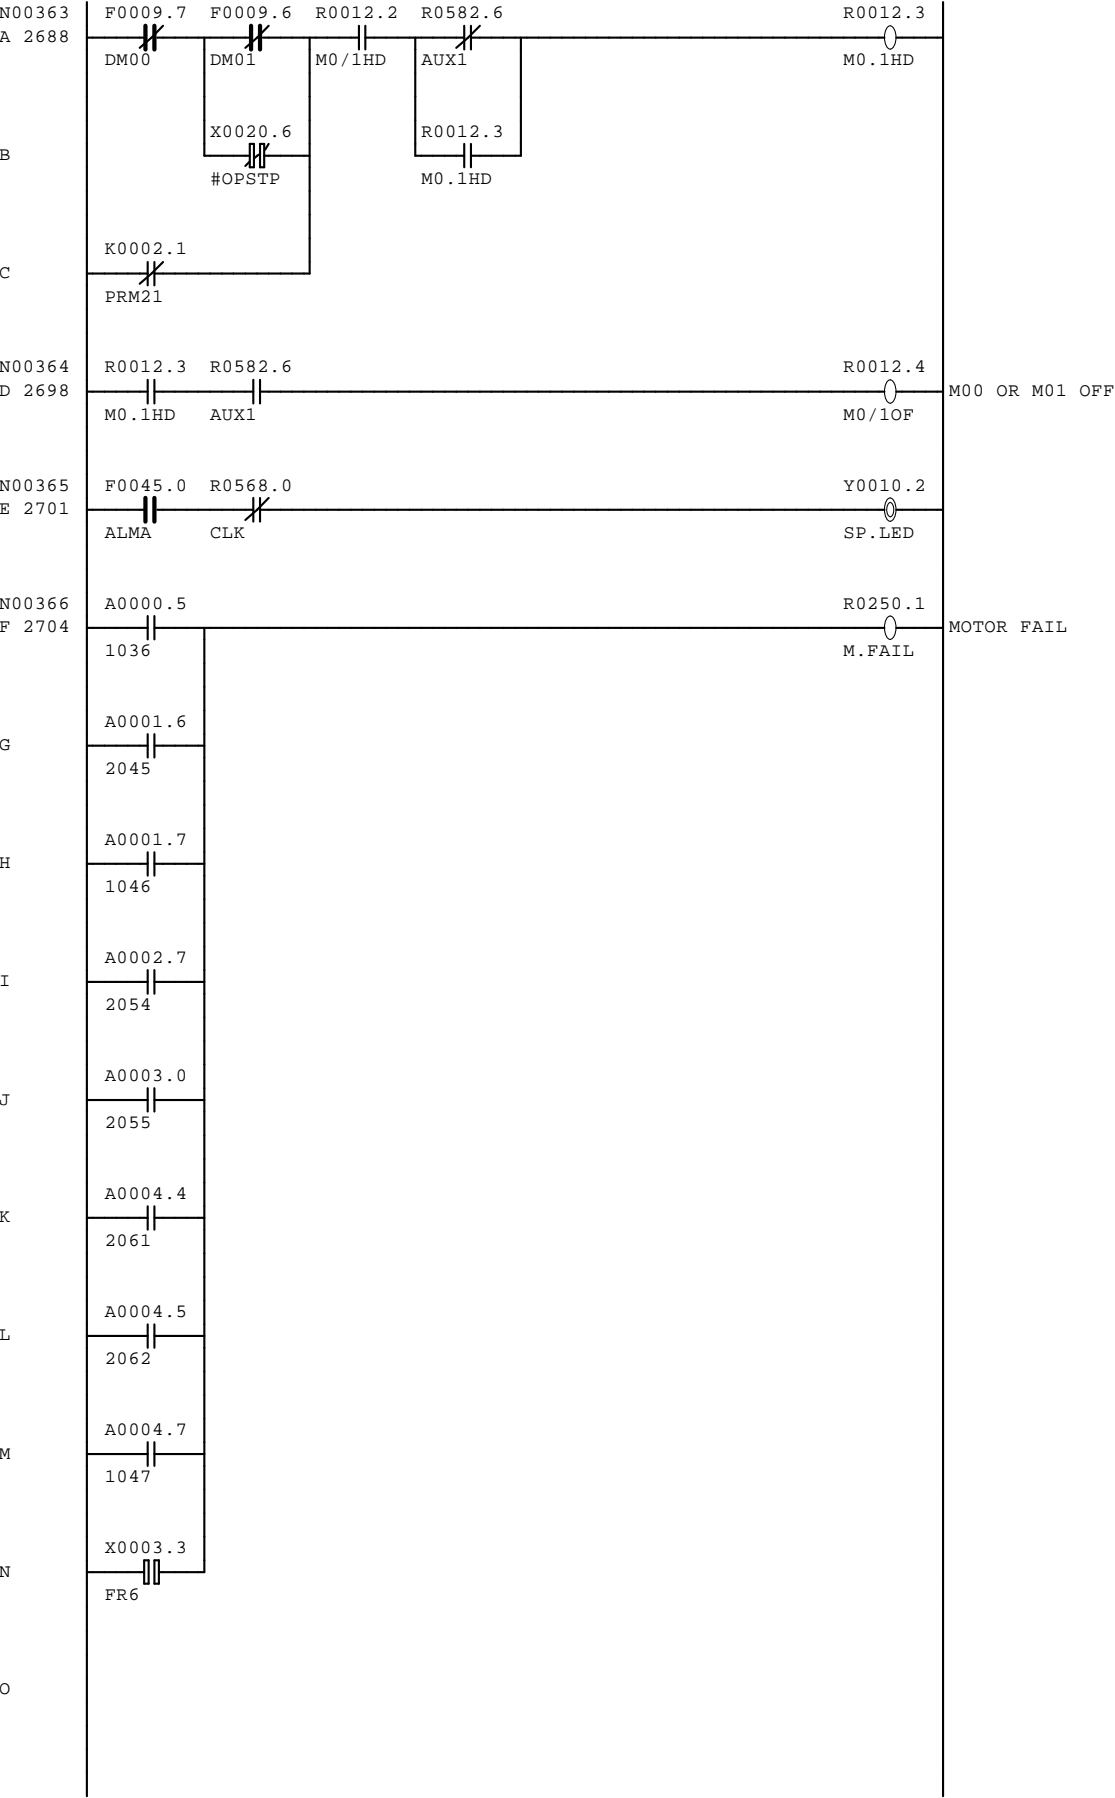 N00363 F0009.7 F0009.6 R0012.2 R0582.6 R0012.3
A 2688
DM00 DM01 M0/1HD AUX1 M0.1HD
X0020.6 R0012.3
B
#OPSTP M0.1HD
K0002.1
C
PRM21
N00364 R0012.3 R0582.6 R0012.4
D 2698 M00 OR M01 OFF
M0.1HD AUX1 M0/1OF
N00365 F0045.0 R0568.0 Y0010.2
E 2701
ALMA CLK SP.LED
N00366 A0000.5 R0250.1
F 2704 MOTOR FAIL
1036 M.FAIL
A0001.6
G
2045
A0001.7
H
1046
A0002.7
I
2054
A0003.0
J
2055
A0004.4
K
2061
A0004.5
L
2062
A0004.7
M
1047
X0003.3
N
FR6
O